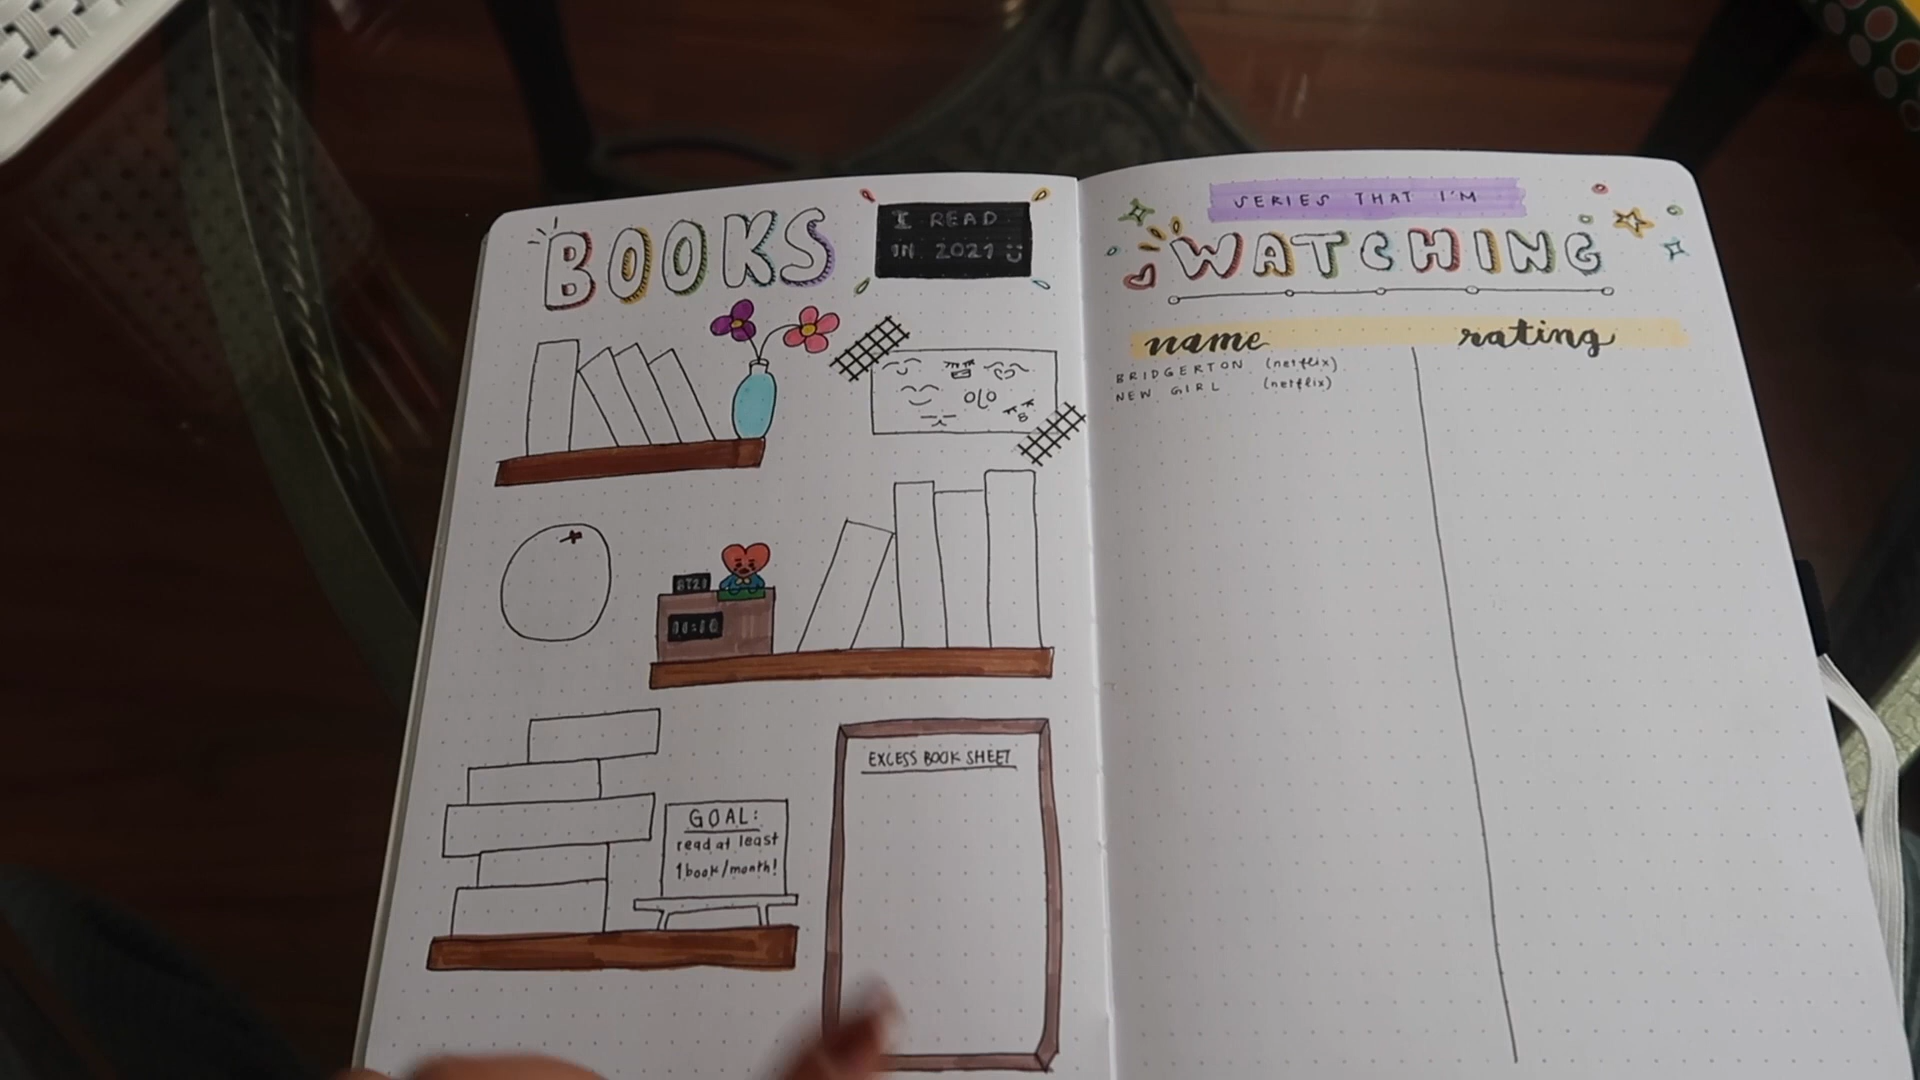 BOOKS
I READ
IN 2021
BT21
EXCESS BOOK SHEET
GOAL:
read at least
1 book/month!
SERIES THAT I'M
WATCHING
name rating
BRIDGERTON (netflix)
NEW GIRL (netflix)